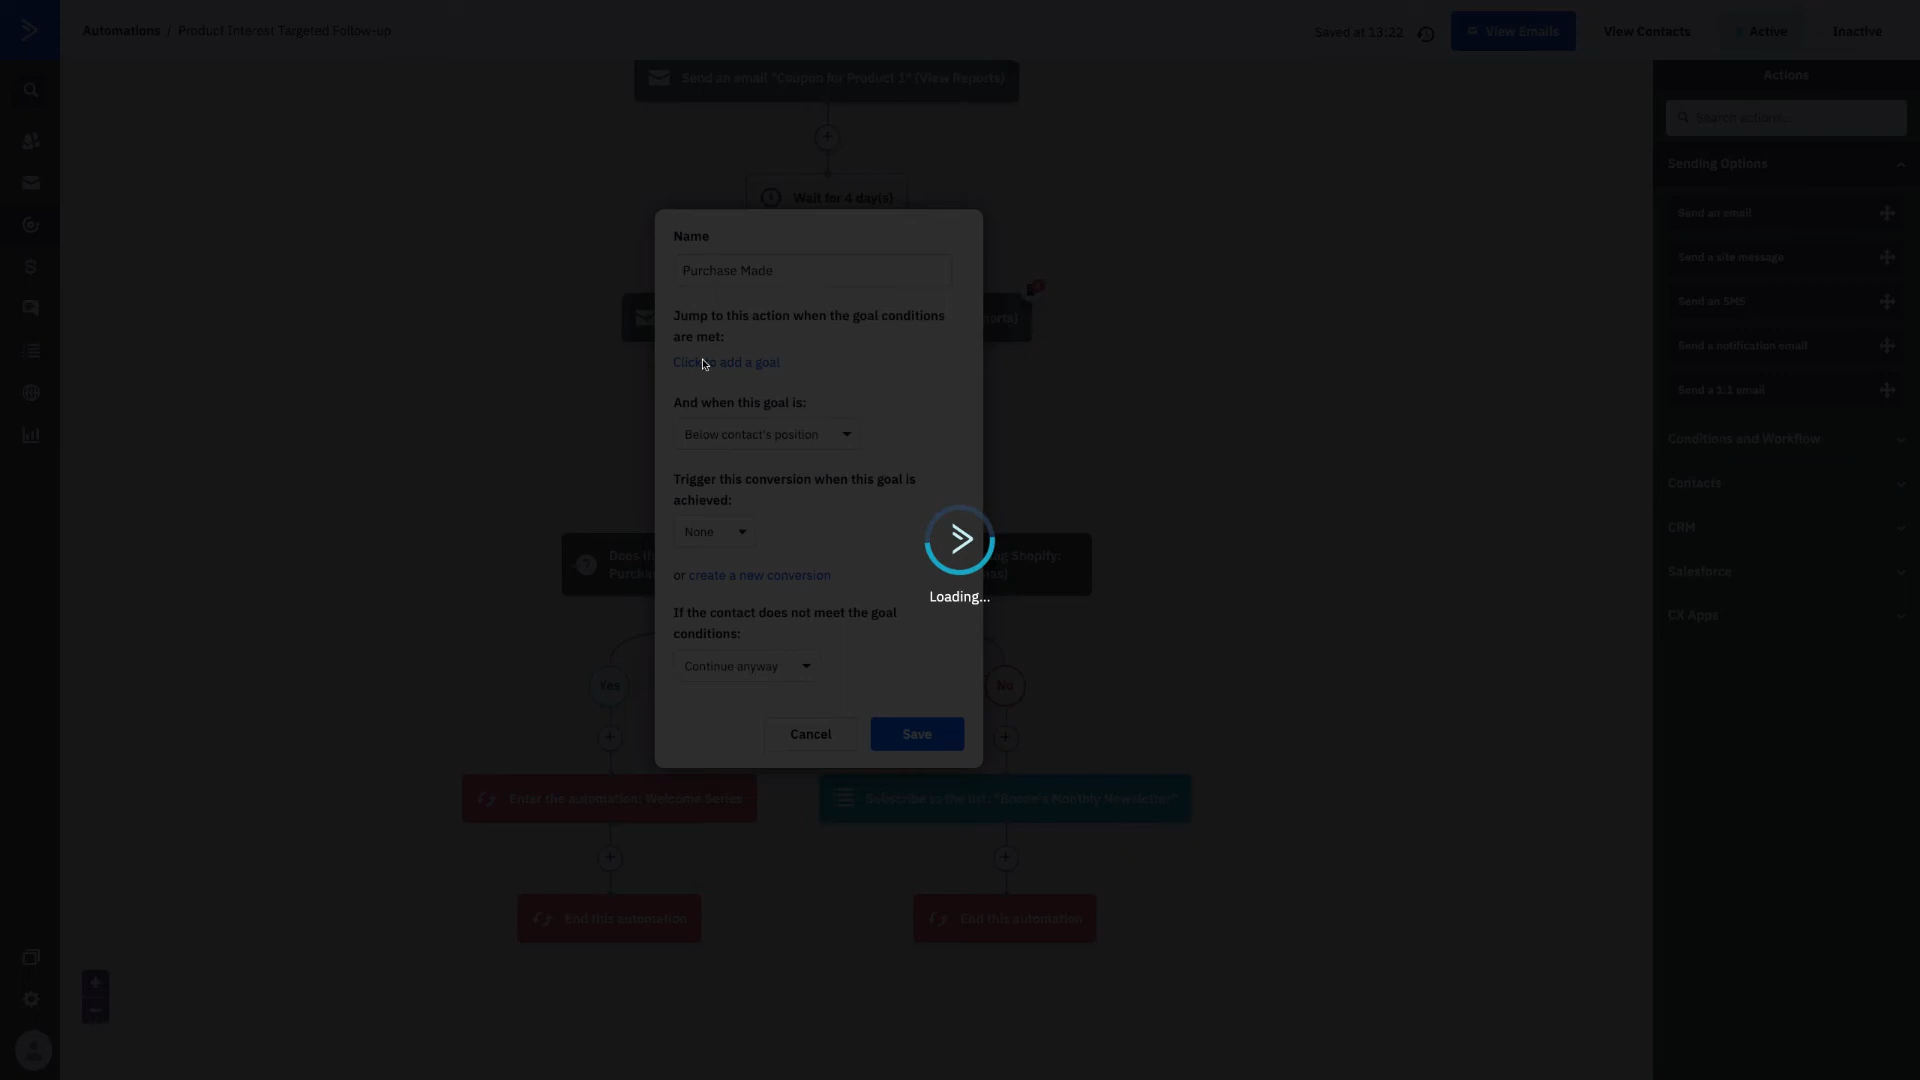 Automations / Product Interest Targeted Follow-up
Saved at 13:22
View Emails
View Contacts
Active
Inactive
Send an email "Coupon for Product 1" (View Reports)
Wait for 4 day(s)
Name
Purchase Made
Jump to this action when the goal conditions
are met:
Click to add a goal
And when this goal is:
Below contact's position
Trigger this conversion when this goal is
achieved:
None
or create a new conversion
If the contact does not meet the goal
conditions:
Continue anyway
Cancel
Save
Loading...
Yes
No
Enter the automation: Welcome Series
Subscribe to the list,
Monthly Newsletter"
End this automation
End this automation
Actions
Search actions...
Sending Options
Send an email
Send a site message
Send an SMS
Send a notification email
Send a 1:1 email
Conditions and Workflow
Contacts
CRM
Salesforce
CX Apps